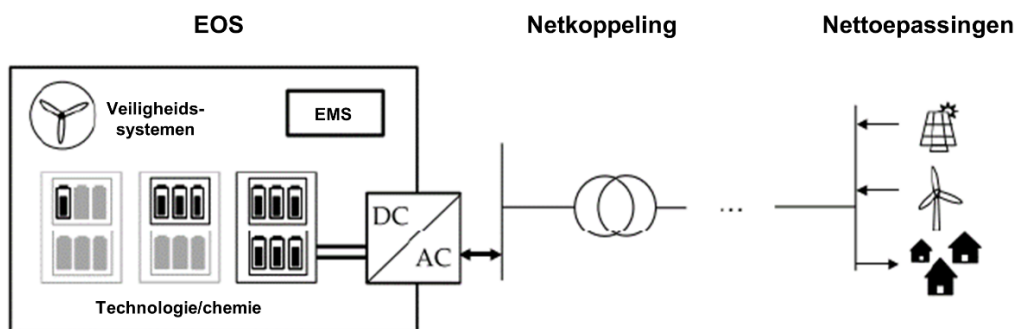 EOS
Netkoppeling
Nettoepassingen
Veiligheids-
systemen
EMS
DC
AC
...
Technologie/chemie